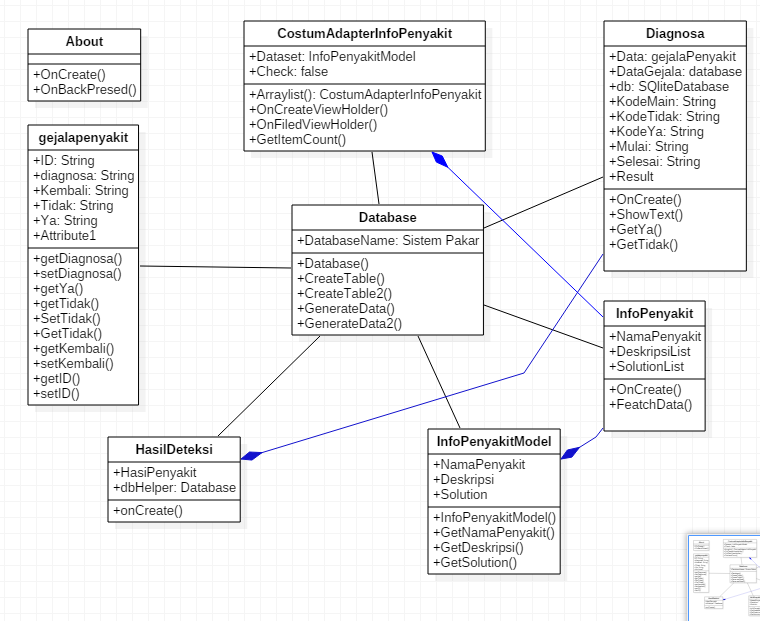 About
+OnCreate()
+OnBackPresed()
gejalapenyakit
+ID: String
+diagnosa: String
+Kembali: String
+Tidak: String
+Ya: String
+Attribute1
+getDiagnosa()
+setDiagnosa()
+getYa()
+getTidak()
+SetTidak()
+GetTidak()
+getKembali()
+setKembali()
+getID()
+setID()
CostumAdapterInfoPenyakit
+Dataset: InfoPenyakitModel
+Check: false
+Arraylist(): CostumAdapterInfoPenyakit
+OnCreateViewHolder()
+OnFiledViewHolder()
+GetItemCount()
Database
+DatabaseName: Sistem Pakar
+Database()
+CreateTable()
+CreateTable2()
+GenerateData()
+GenerateData2()
Diagnosa
+Data: gejalaPenyakit
+DataGejala: database
+db: SQliteDatabase
+KodeMain: String
+KodeTidak: String
+KodeYa: String
+Mulai: String
+Selesai: String
+Result
+OnCreate()
+ShowText()
+GetYa()
+GetTidak()
InfoPenyakit
+NamaPenyakit
+DeskripsiList
+SolutionList
+OnCreate()
+FeatchData()
HasilDeteksi
+HasiPenyakit
+dbHelper: Database
+onCreate()
InfoPenyakitModel
+NamaPenyakit
+Deskripsi
+Solution
+InfoPenyakitModel()
+GetNamaPenyakit()
+GetDeskripsi()
+GetSolution()